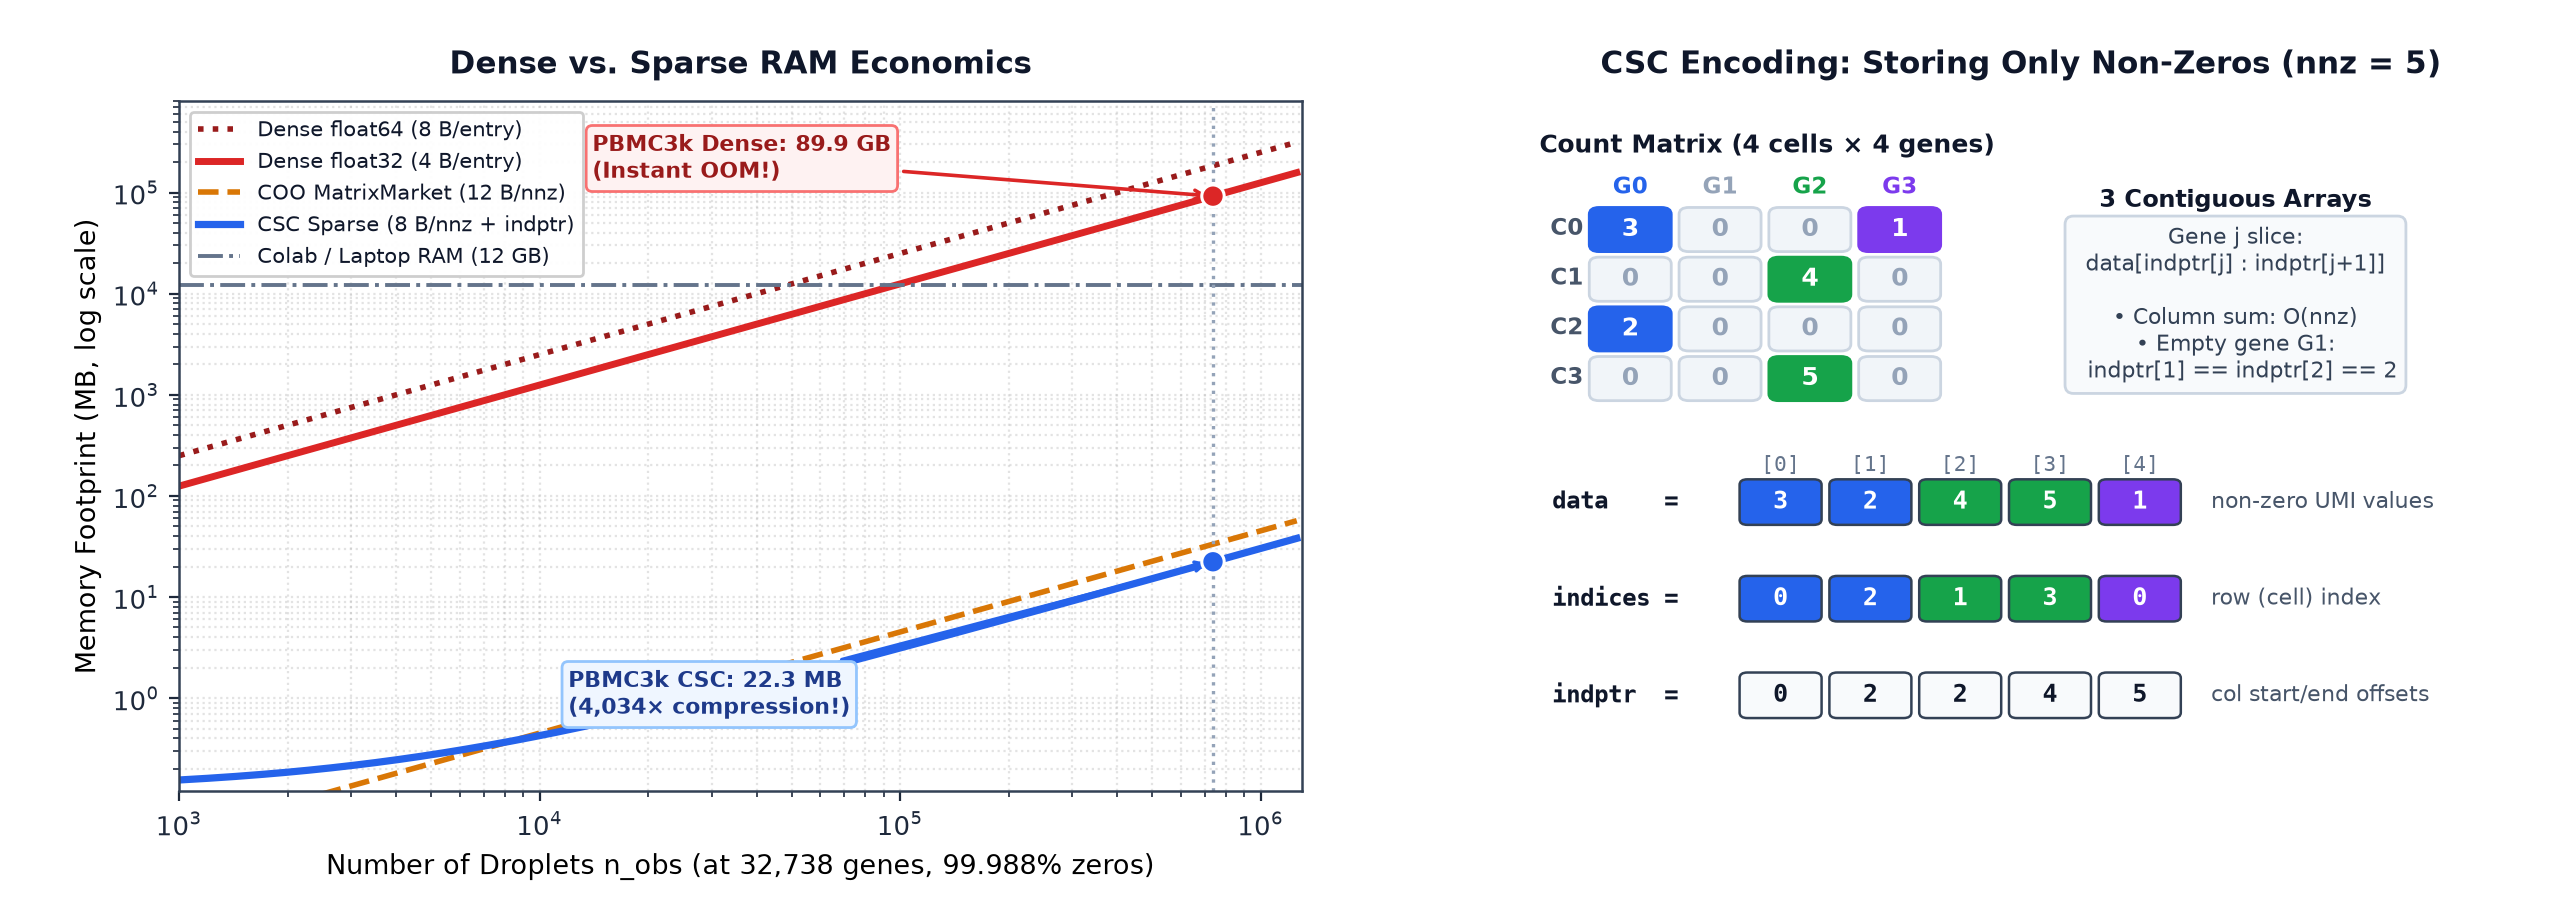 Dense vs. Sparse RAM Economics
Dense float64 (8 B/entry)
Dense float32 (4 B/entry)
COO MatrixMarket (12 B/nnz)
CSC Sparse (8 B/nnz + indptr)
Colab / Laptop RAM (12 GB)
PBMC3k Dense: 89.9 GB
(Instant OOM!)
PBMC3k CSC: 22.3 MB
(4,034× compression!)
Memory Footprint (MB, log scale)
10⁵
10⁴
10³
10²
10¹
10⁰
10³
10⁴
10⁵
10⁶
Number of Droplets n_obs (at 32,738 genes, 99.988% zeros)
CSC Encoding: Storing Only Non-Zeros (nnz = 5)
Count Matrix (4 cells × 4 genes)
G0 G1 G2 G3
C0 3 0 0 1
C1 0 0 4 0
C2 2 0 0 0
C3 0 0 5 0
3 Contiguous Arrays
Gene j slice:
data[indptr[j] : indptr[j+1]]
• Column sum: O(nnz)
• Empty gene G1:
indptr[1] == indptr[2] == 2
[0] [1] [2] [3] [4]
data = 3 2 4 5 1 non-zero UMI values
indices = 0 2 1 3 0 row (cell) index
indptr = 0 2 2 4 5 col start/end offsets